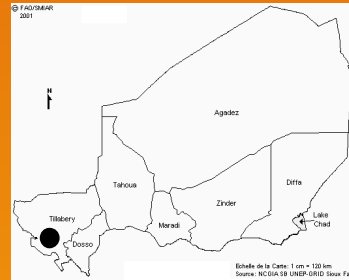 © FAO/SMIAR
2001
N
Agadez
Tahoua
Diffa
Zinder
Tillabery
Maradi
Lake
Chad
Dosso
Echelle de la Carte: 1 cm = 120 km
Source: NCGIA SB UNEP-GRID Sioux Fa